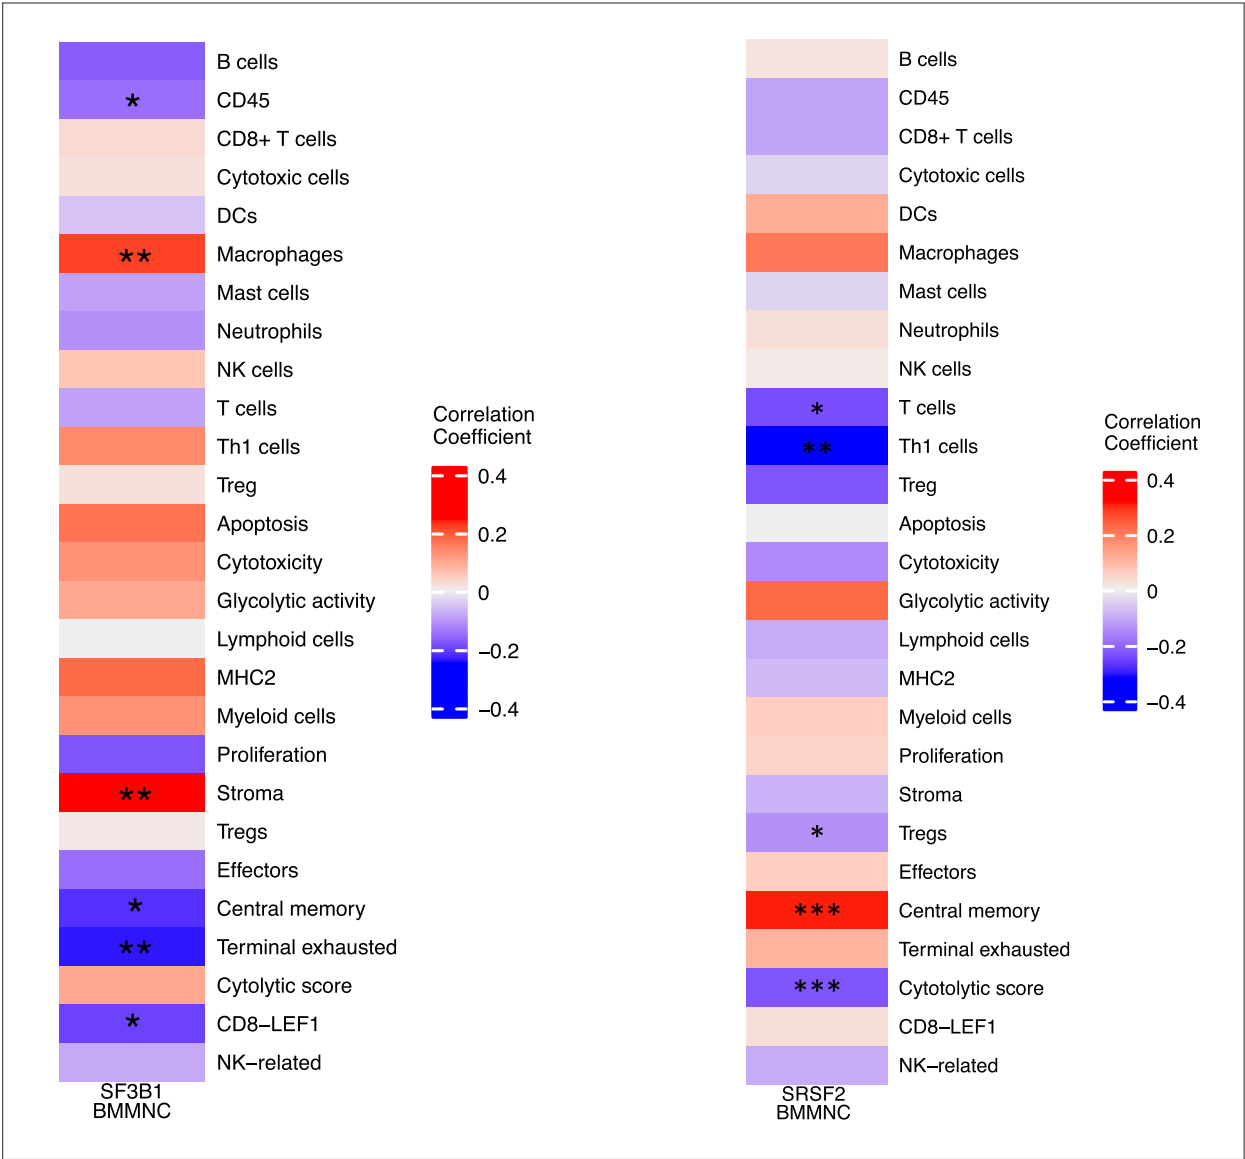 B cells
*
CD45
CD8+ T cells
Cytotoxic cells
DCs
**
Macrophages
Mast cells
Neutrophils
NK cells
T cells
Th1 cells
Treg
Apoptosis
Cytotoxicity
Glycolytic activity
Lymphoid cells
MHC2
Myeloid cells
Proliferation
**
Stroma
Tregs
Effectors
*
Central memory
**
Terminal exhausted
Cytolytic score
*
CD8–LEF1
NK–related
SF3B1
BMMNC
Correlation
Coefficient
0.4
0.2
0
–0.2
–0.4
B cells
CD45
CD8+ T cells
Cytotoxic cells
DCs
Macrophages
Mast cells
Neutrophils
NK cells
*
T cells
**
Th1 cells
Treg
Apoptosis
Cytotoxicity
Glycolytic activity
Lymphoid cells
MHC2
Myeloid cells
Proliferation
Stroma
*
Tregs
Effectors
***
Central memory
Terminal exhausted
***
Cytotolytic score
CD8–LEF1
NK–related
SRSF2
BMMNC
Correlation
Coefficient
0.4
0.2
0
–0.2
–0.4